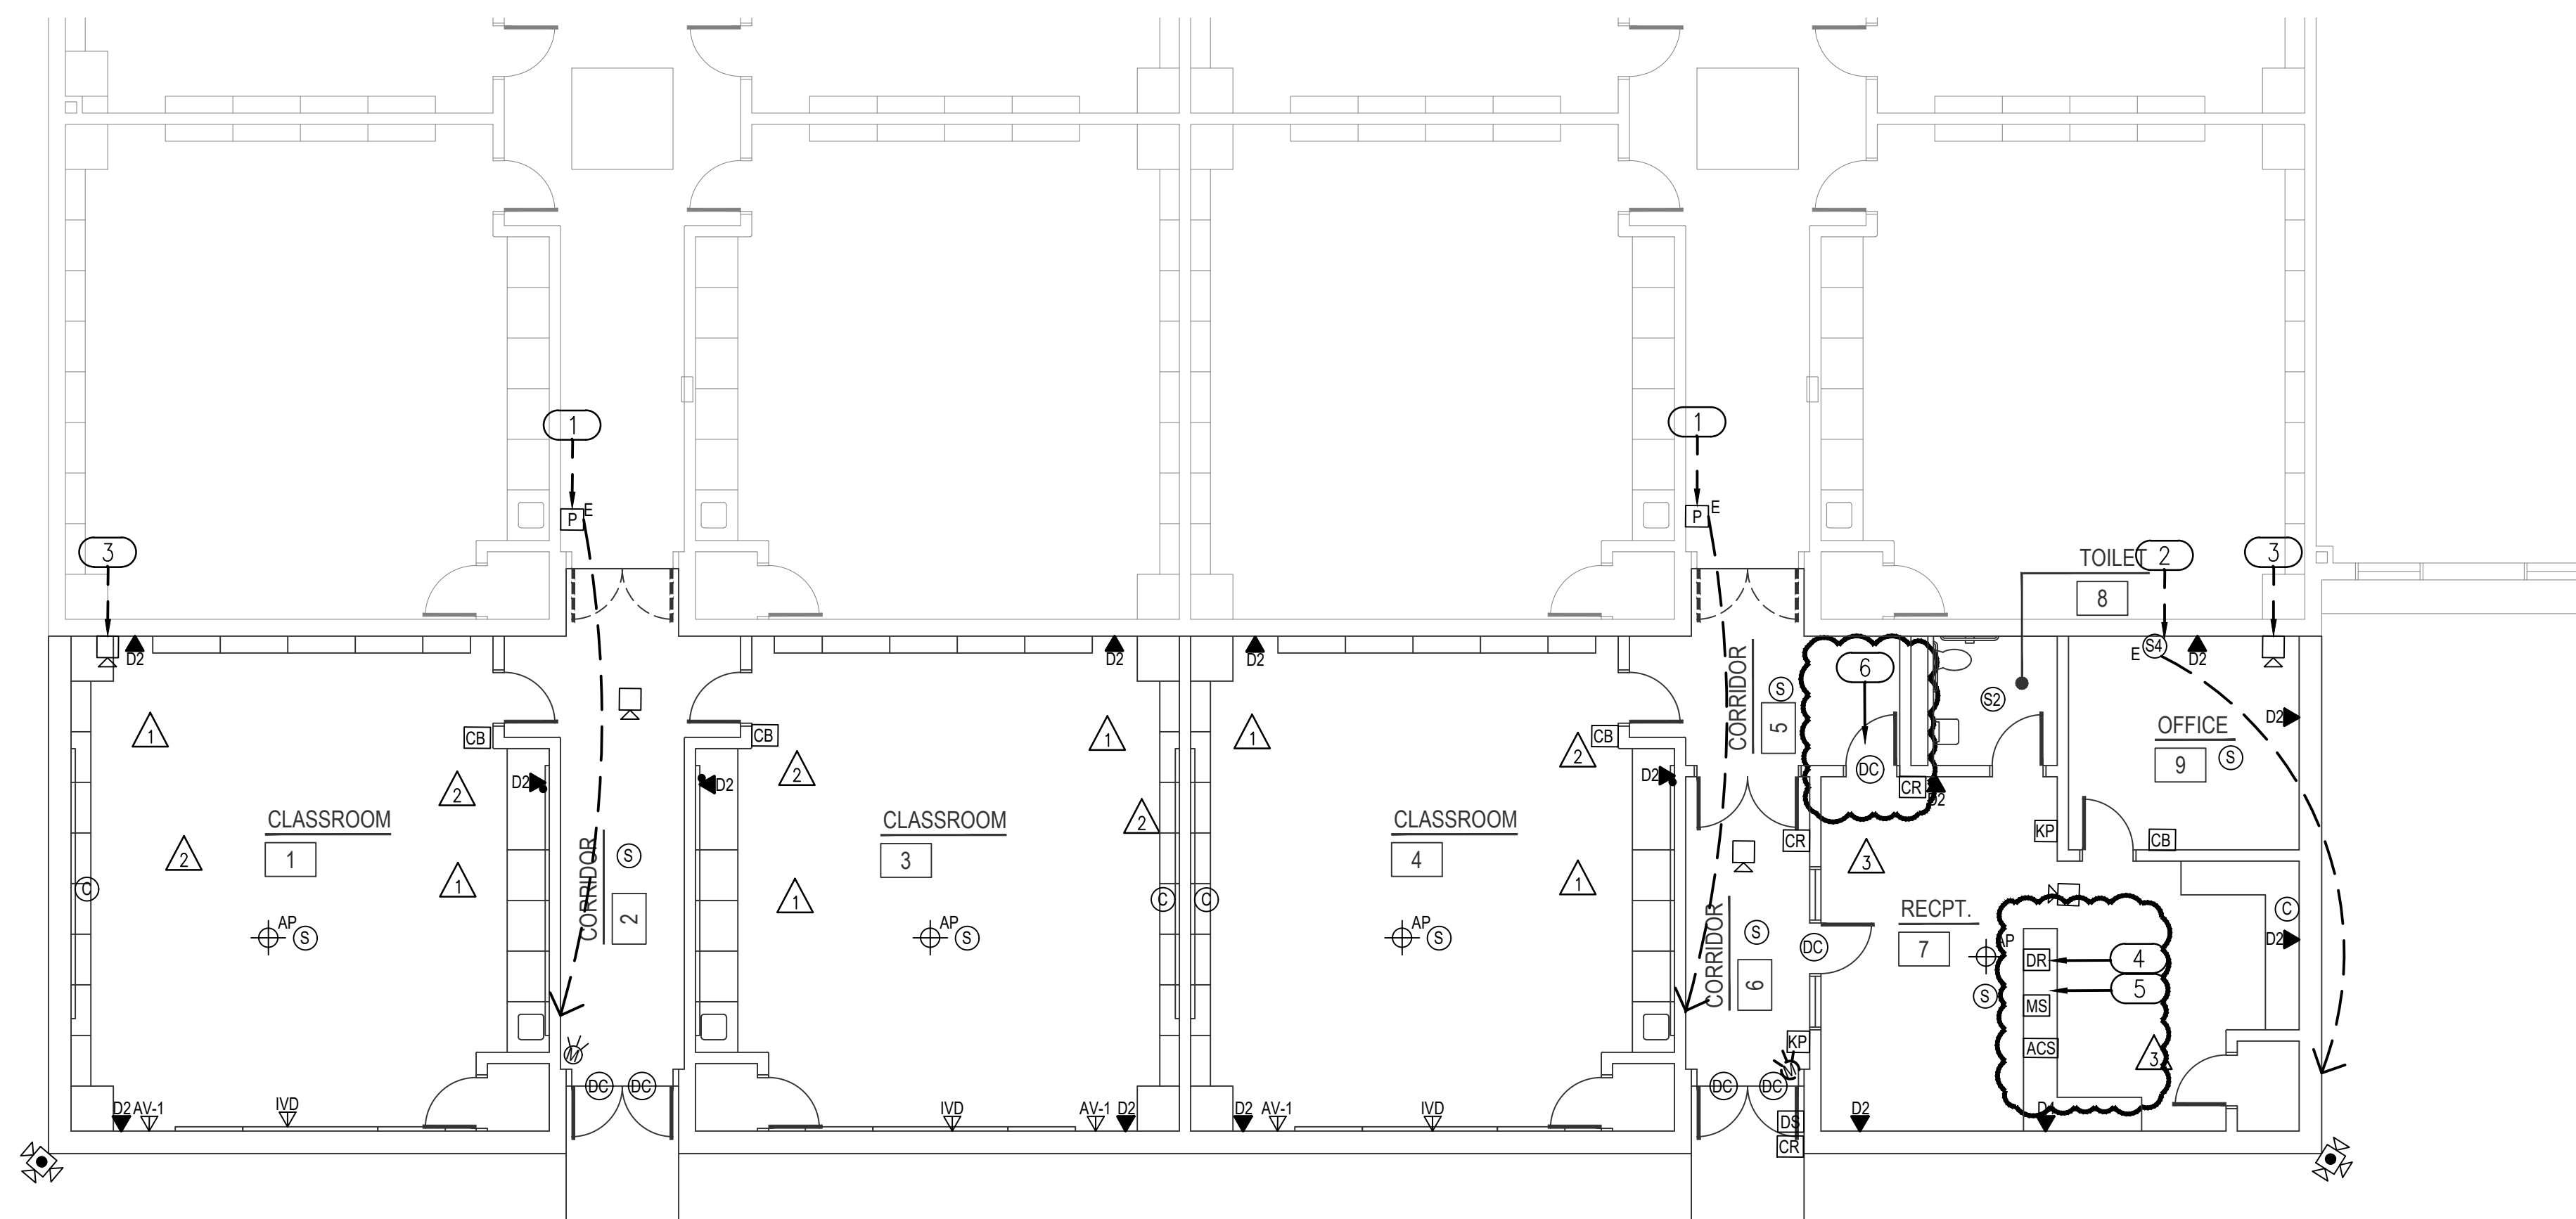 1
1
P E
P E
3
TOILET
8
2
3
D2
D2
D2
6
E S4
D2
S
CORRIDOR
5
S2
OFFICE
9
S
D2
1
CB
CB
1
1
2
CB
D2
D2
2
2
D2
DC
CR
D2
CLASSROOM
1
2
1
CORRIDOR
2
S
CLASSROOM
3
2
1
CLASSROOM
4
1
CR
3
KP
CB
C
C
C
C
AP
S
AP
S
AP
S
CORRIDOR
6
S
DC
RECPT.
7
AP
S
DR
MS
ACS
4
5
3
D2
M
DC
DC
KP
M
DC
DC
DS
CR
D2 AV-1
IVD
IVD
AV-1 D2
D2 AV-1
IVD
D2